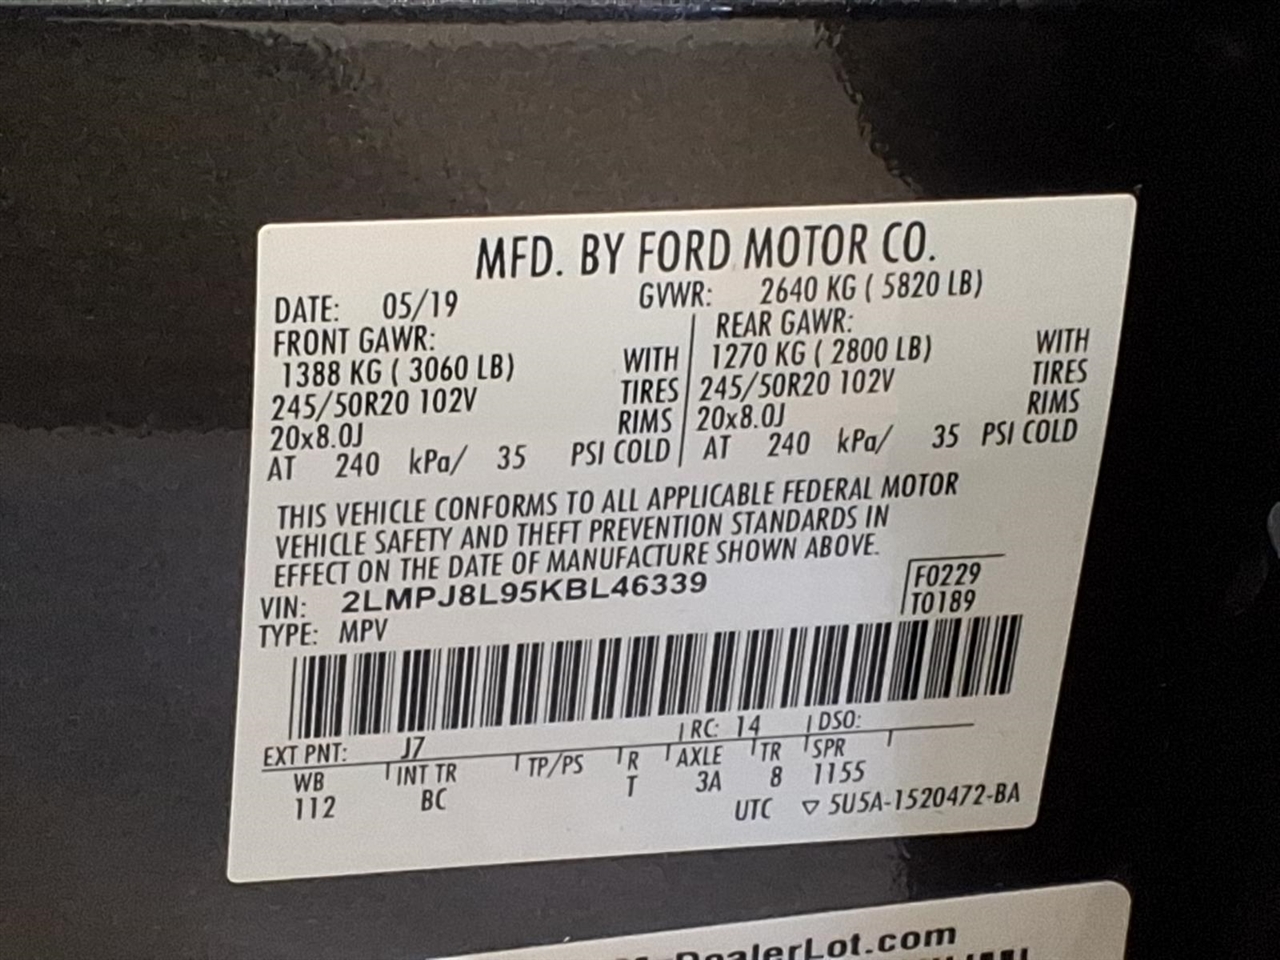 MFD. BY FORD MOTOR CO.
DATE: 05/19 GVWR: 2640 KG ( 5820 LB)
FRONT GAWR: REAR GAWR:
1388 KG ( 3060 LB) WITH 1270 KG ( 2800 LB) WITH
245/50R20 102V TIRES 245/50R20 102V TIRES
20x8.0J RIMS 20x8.0J RIMS
AT 240 kPa/ 35 PSI COLD AT 240 kPa/ 35 PSI COLD
THIS VEHICLE CONFORMS TO ALL APPLICABLE FEDERAL MOTOR
VEHICLE SAFETY AND THEFT PREVENTION STANDARDS IN
EFFECT ON THE DATE OF MANUFACTURE SHOWN ABOVE.
VIN: 2LMPJ8L95KBL46339 F0229
TYPE: MPV T0189
EXT PNT: J7 RC: 14 DSO:
WB INT TR TP/PS R AXLE TR SPR
112 BC T 3A 8 1155
UTC ▽ 5U5A-1520472-BA
DealerLot.com